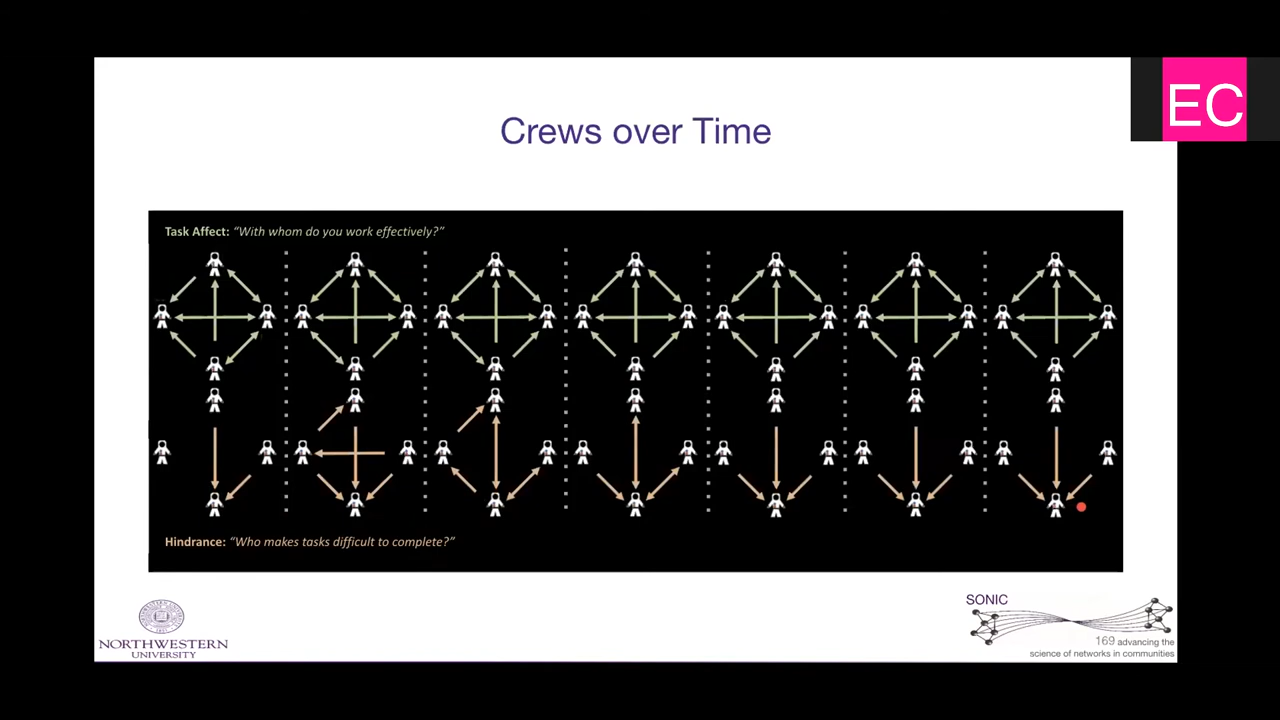 EC
Crews over Time
Task Affect: “With whom do you work effectively?”
Hindrance: “Who makes tasks difficult to complete?”
NORTHWESTERN
UNIVERSITY
SONIC
169 advancing the
science of networks in communities